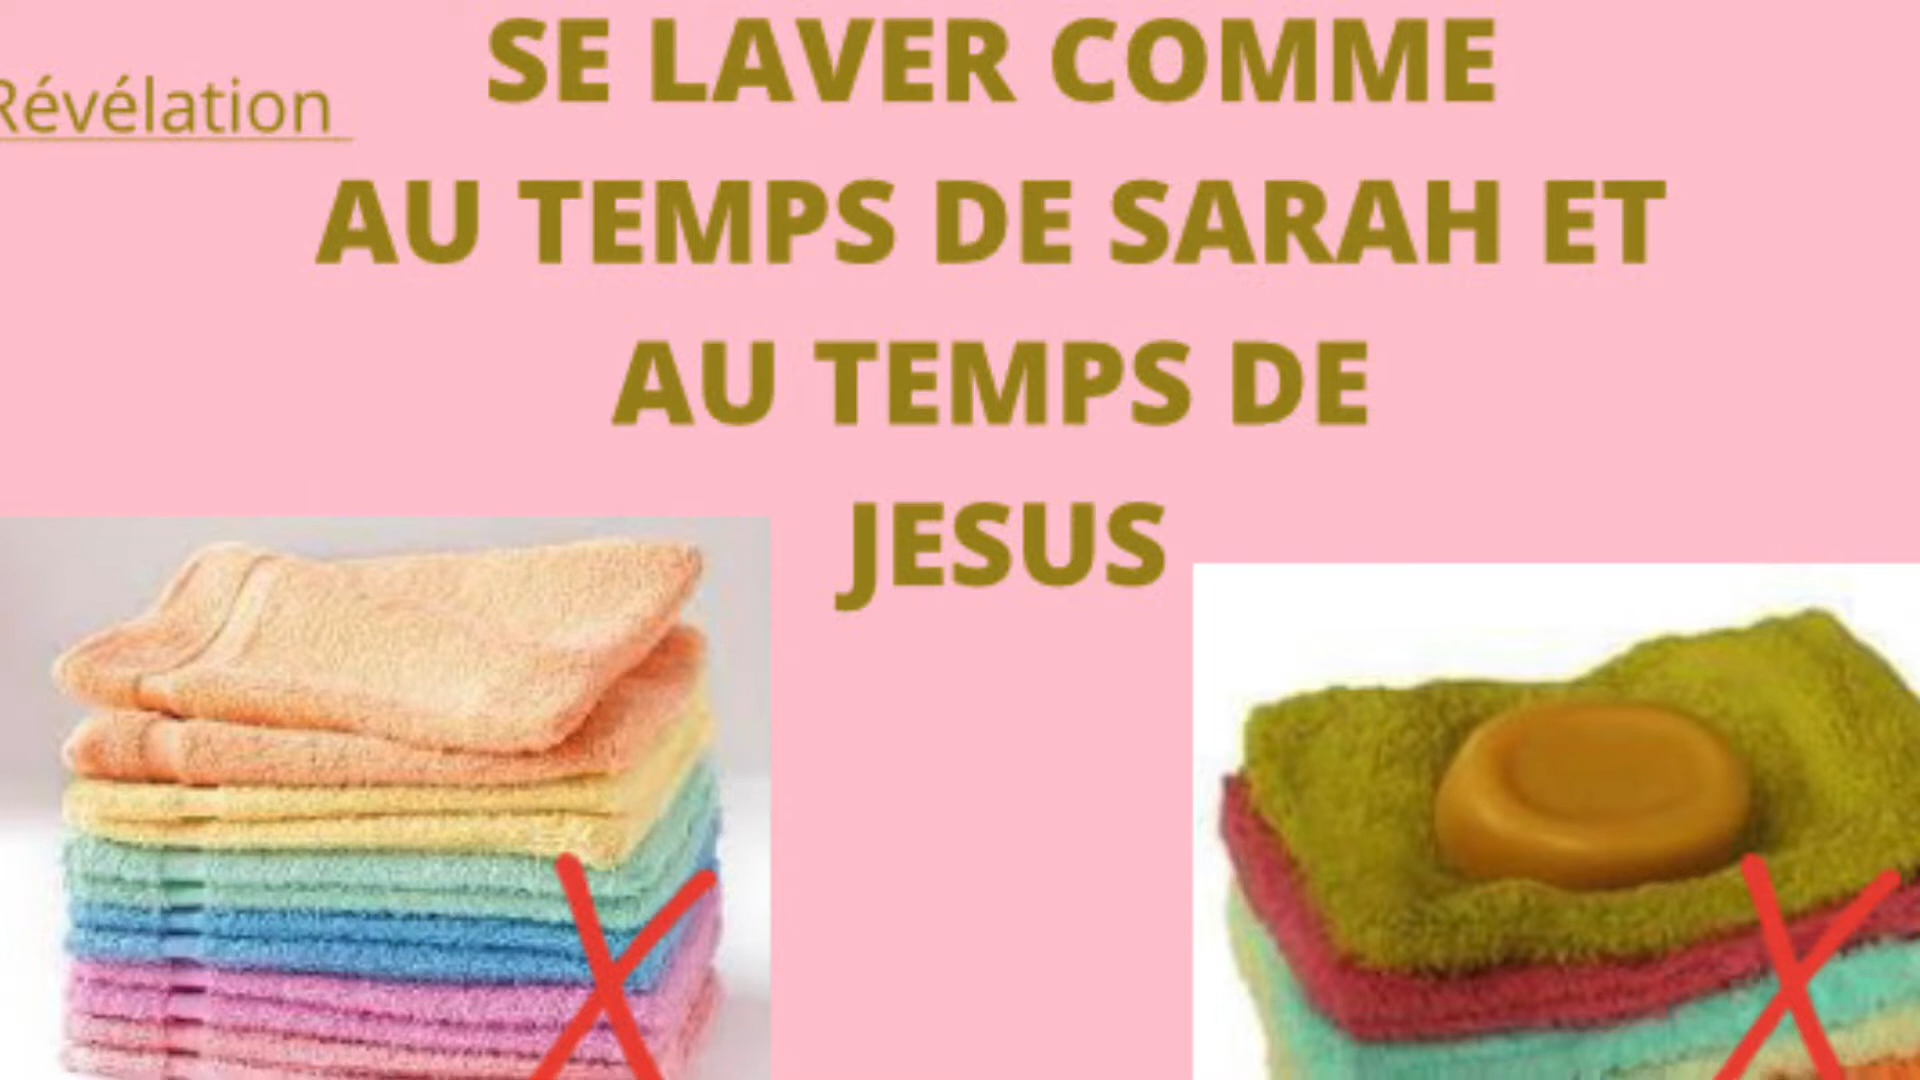 Révélation
SE LAVER COMME
AU TEMPS DE SARAH ET
AU TEMPS DE
JESUS